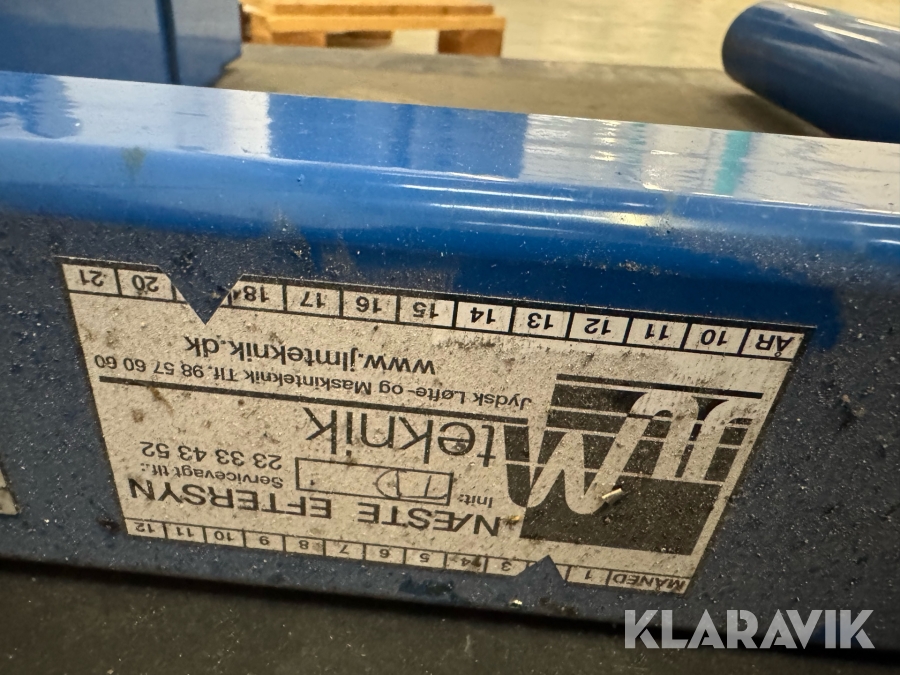 MÅNED 1 3 4 5 6 7 8 9 10 11 12
NÆSTE EFTERSYN
Init:
Servicevagt tlf.:
23 33 43 52
JLM teknik
Jydsk Løfte- og Maskinteknik Tlf. 98 57 60 60
www.jlmteknik.dk
ÅR 10 11 12 13 14 15 16 17 18 20 21
KLARAVIK